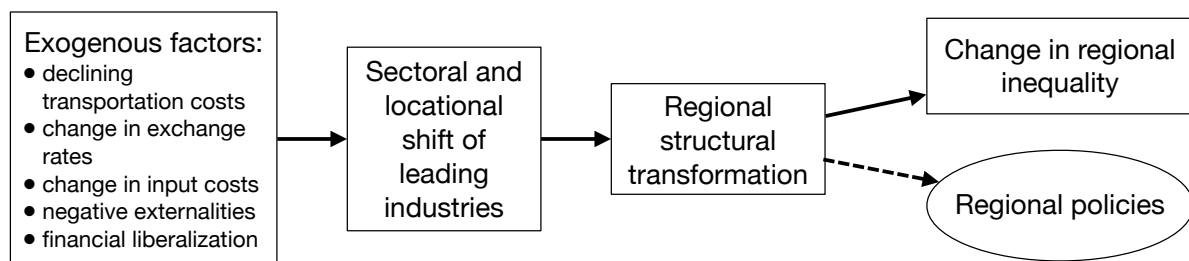 Exogenous factors:
• declining
transportation costs
• change in exchange
rates
• change in input costs
• negative externalities
• financial liberalization
Sectoral and
locational
shift of
leading
industries
Regional
structural
transformation
Change in regional
inequality
Regional policies